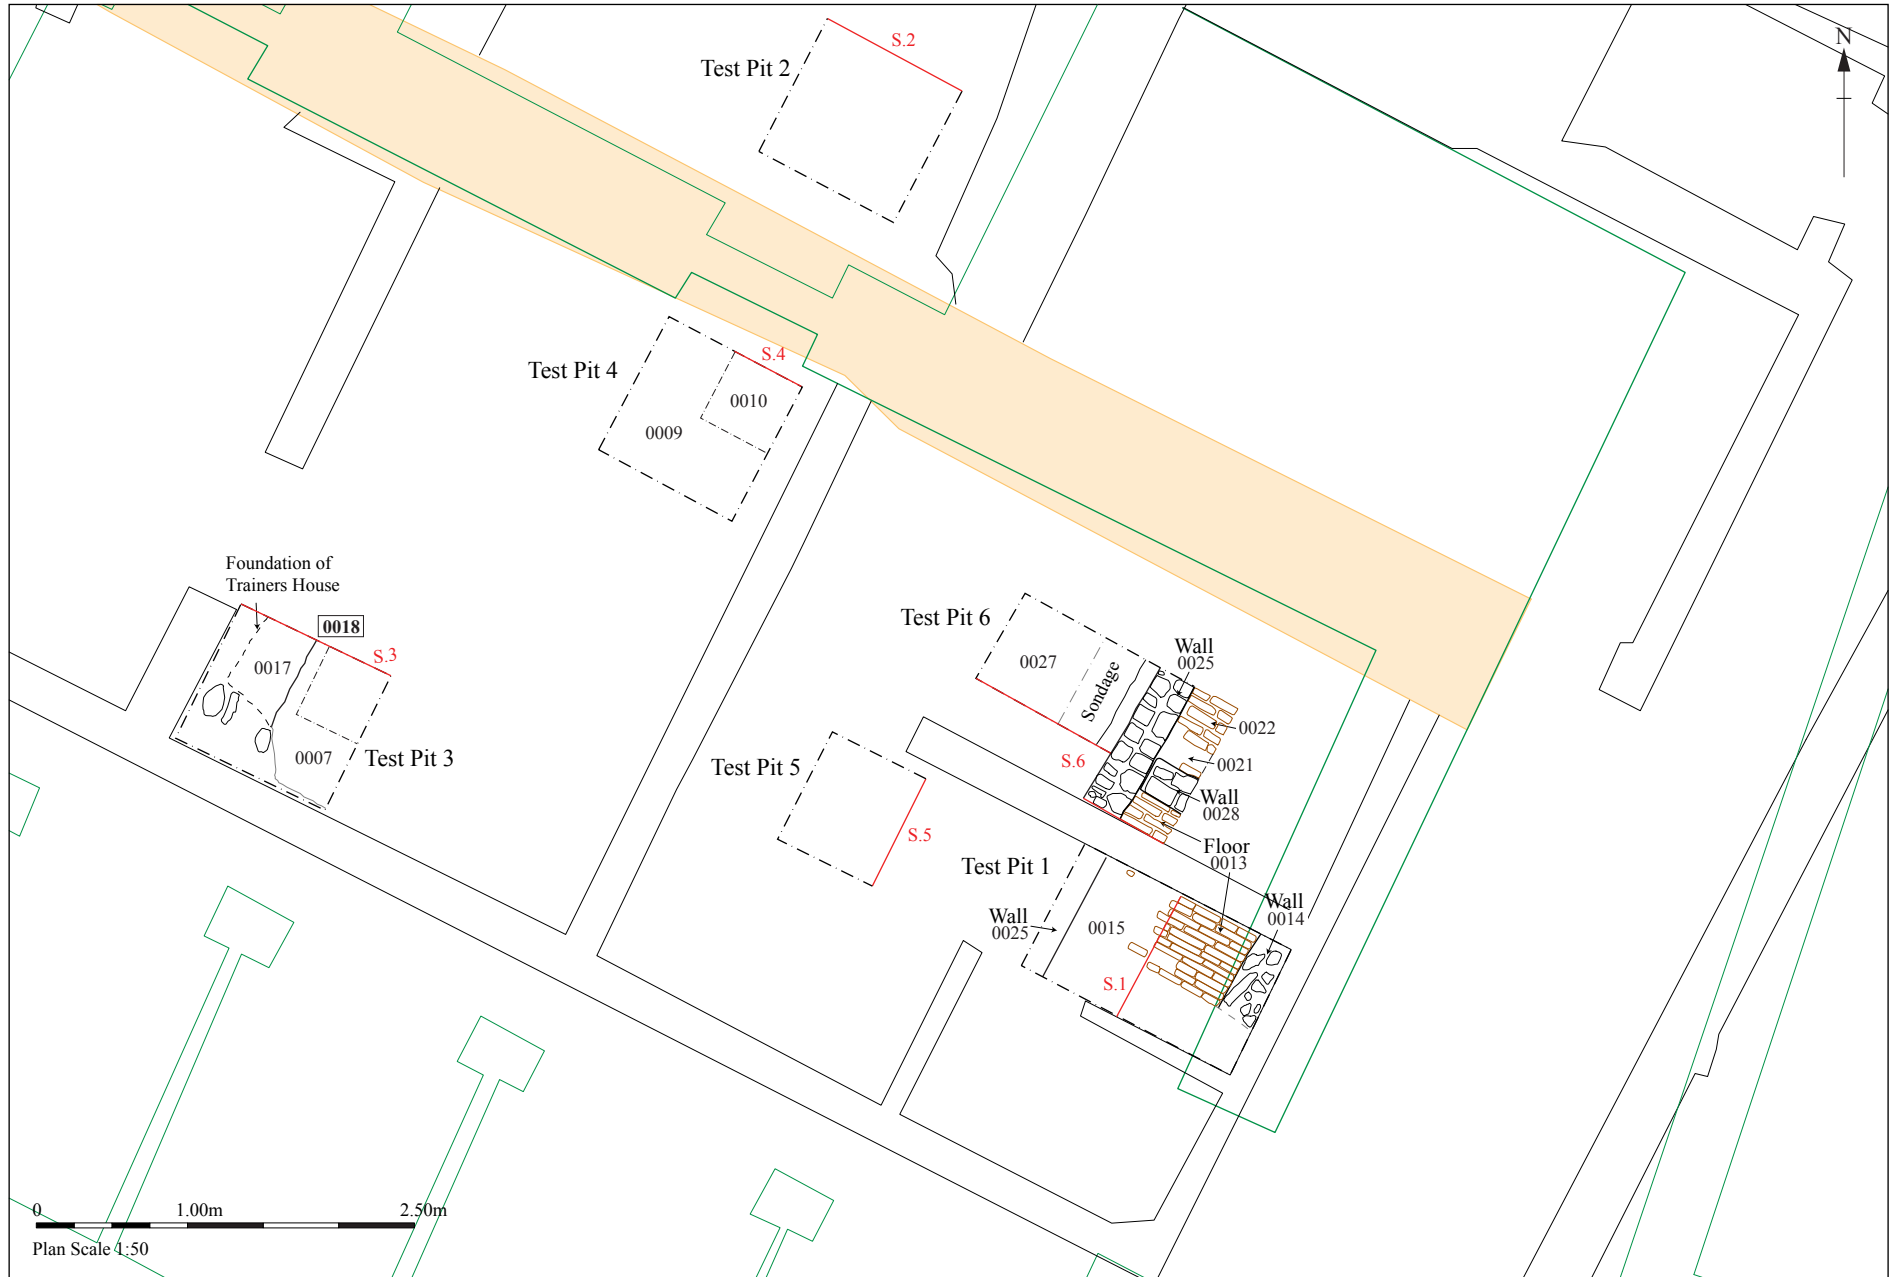 N
S.2
Test Pit 2
S.4
Test Pit 4
0010
0009
Foundation of
Trainers House
0018
S.3
0017
0007
Test Pit 3
Test Pit 6
0027
Sondage
Wall
0025
0022
0021
S.6
Wall
0028
Test Pit 5
S.5
Floor
0013
Test Pit 1
Wall
0014
Wall
0025
0015
S.1
0 1.00m 2.50m
Plan Scale 1:50